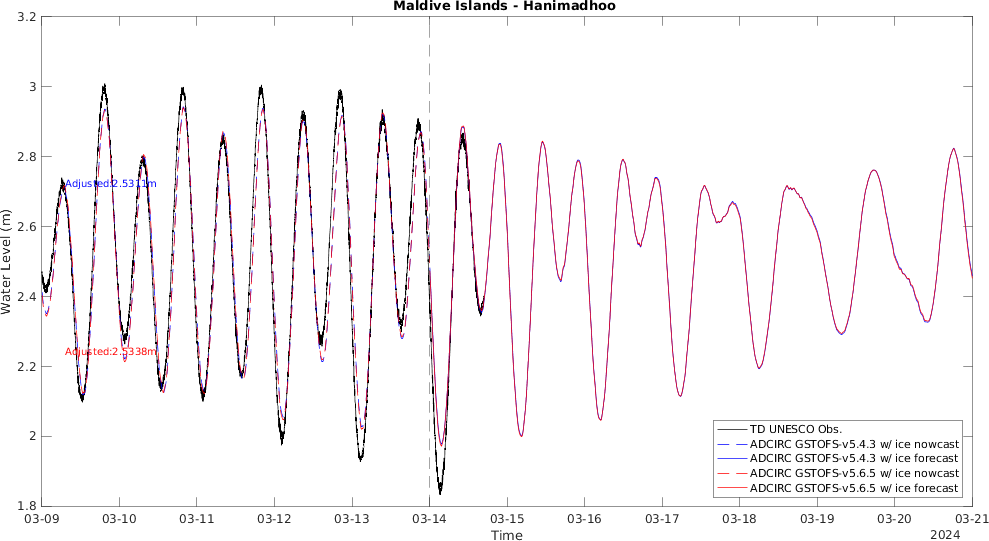 Maldive Islands - Hanimadhoo
3.2
3
2.8
2.6
2.4
2.2
2
1.8
Water Level (m)
Adjusted:2.5311m
Adjusted:2.5338m
TD UNESCO Obs.
ADCIRC GSTOFS-v5.4.3 w/ ice nowcast
ADCIRC GSTOFS-v5.4.3 w/ ice forecast
ADCIRC GSTOFS-v5.6.5 w/ ice nowcast
ADCIRC GSTOFS-v5.6.5 w/ ice forecast
03-09 03-10 03-11 03-12 03-13 03-14 03-15 03-16 03-17 03-18 03-19 03-20 03-21
Time
2024